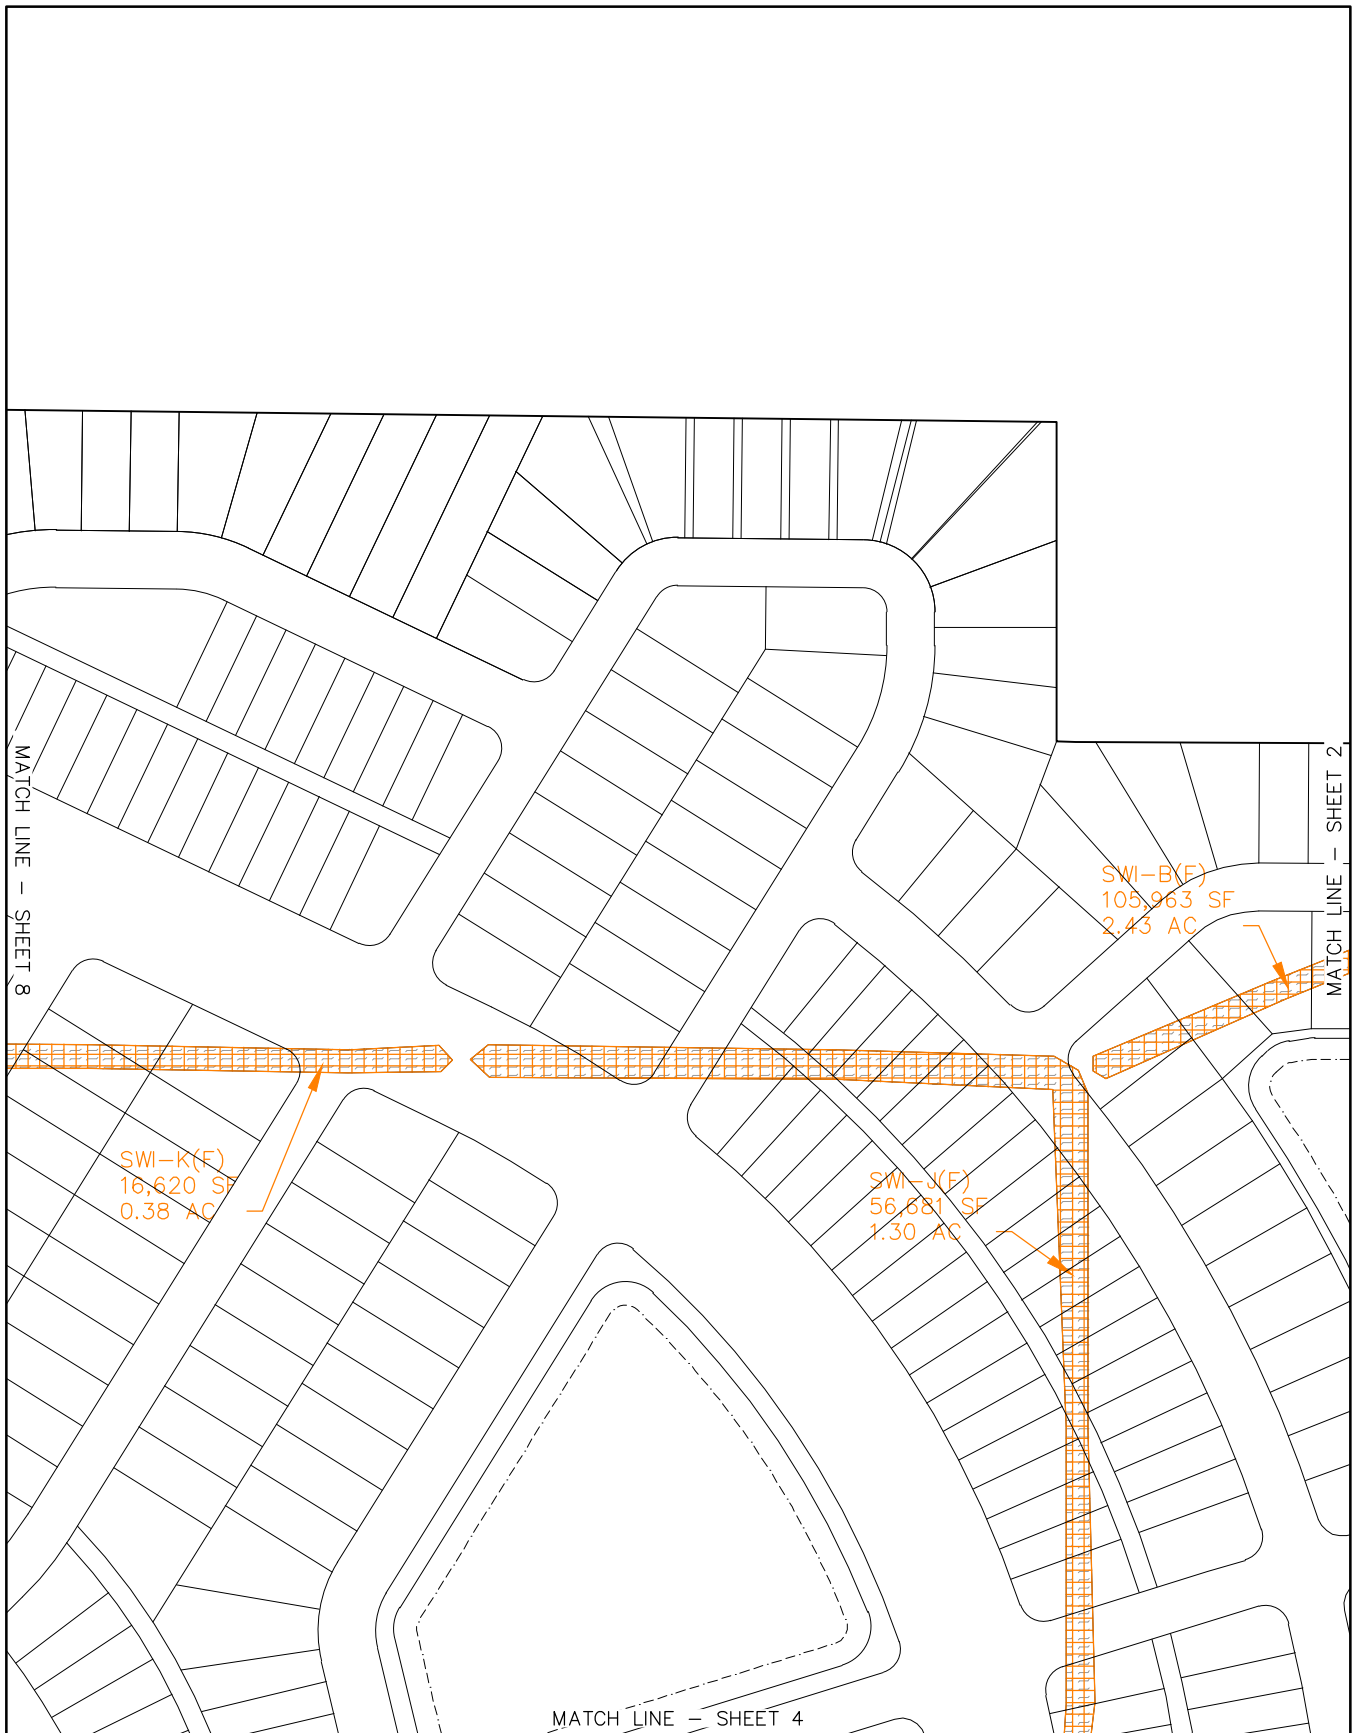 MATCH LINE - SHEET 8
MATCH LINE - SHEET 2
SWI-B(F)
105,963 SF
2.43 AC
SWI-K(F)
16,620 SF
0.38 AC
SWI-J(F)
56,681 SF
1.30 AC
MATCH LINE - SHEET 4